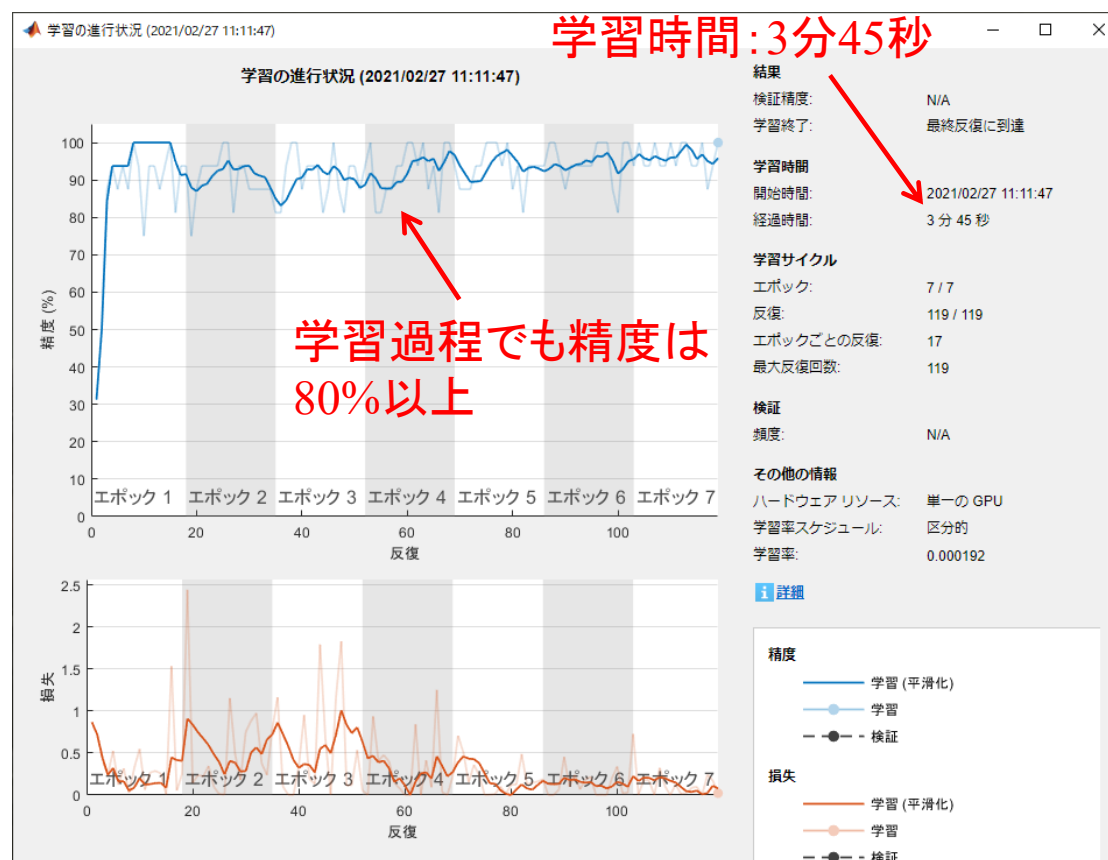 学習の進行状況 (2021/02/27 11:11:47)
学習時間:3分45秒
学習の進行状況 (2021/02/27 11:11:47)
100
90
80
70
60
50
40
30
20
10
0
精度 (%)
学習過程でも精度は
80%以上
エポック 1 エポック 2 エポック 3 エポック 4 エポック 5 エポック 6 エポック 7
0 20 40 60 80 100
反復
2.5
2
1.5
1
0.5
0
損失
エポック 1 エポック 2 エポック 3 エポック 4 エポック 5 エポック 6 エポック 7
0 20 40 60 80 100
反復
結果
検証精度: N/A
学習終了: 最終反復に到達
学習時間
開始時間: 2021/02/27 11:11:47
経過時間: 3 分 45 秒
学習サイクル
エポック: 7 / 7
反復: 119 / 119
エポックごとの反復: 17
最大反復回数: 119
検証
頻度: N/A
その他の情報
ハードウェア リソース: 単一の GPU
学習率スケジュール: 区分的
学習率: 0.000192
i 詳細
精度
学習 (平滑化)
学習
検証
損失
学習 (平滑化)
学習
検証